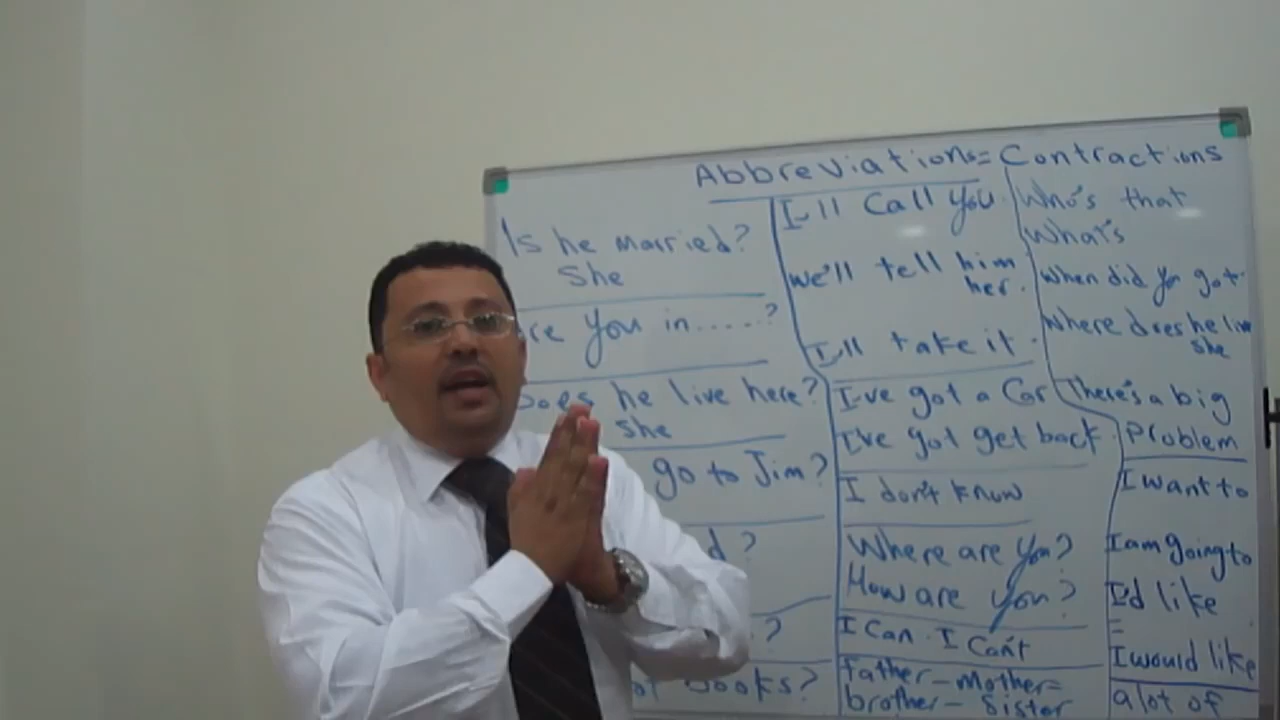 Abbreviations = Contractions
Is he married?
She
re you in.....?
Does he live here?
She
go to Jim?
d?
?
of books?
I'll Call you
we'll tell him
her.
I'll take it.
I've got a Car
I've got get back.
I don't know
Where are you?
How are you?
I Can . I Can't
father - Mother =
brother - Sister
Who's that
What's
When did you got
Where does he live
she
There's a big
Problem
I want to
I am going to
I'd like
=
I would like
a lot of